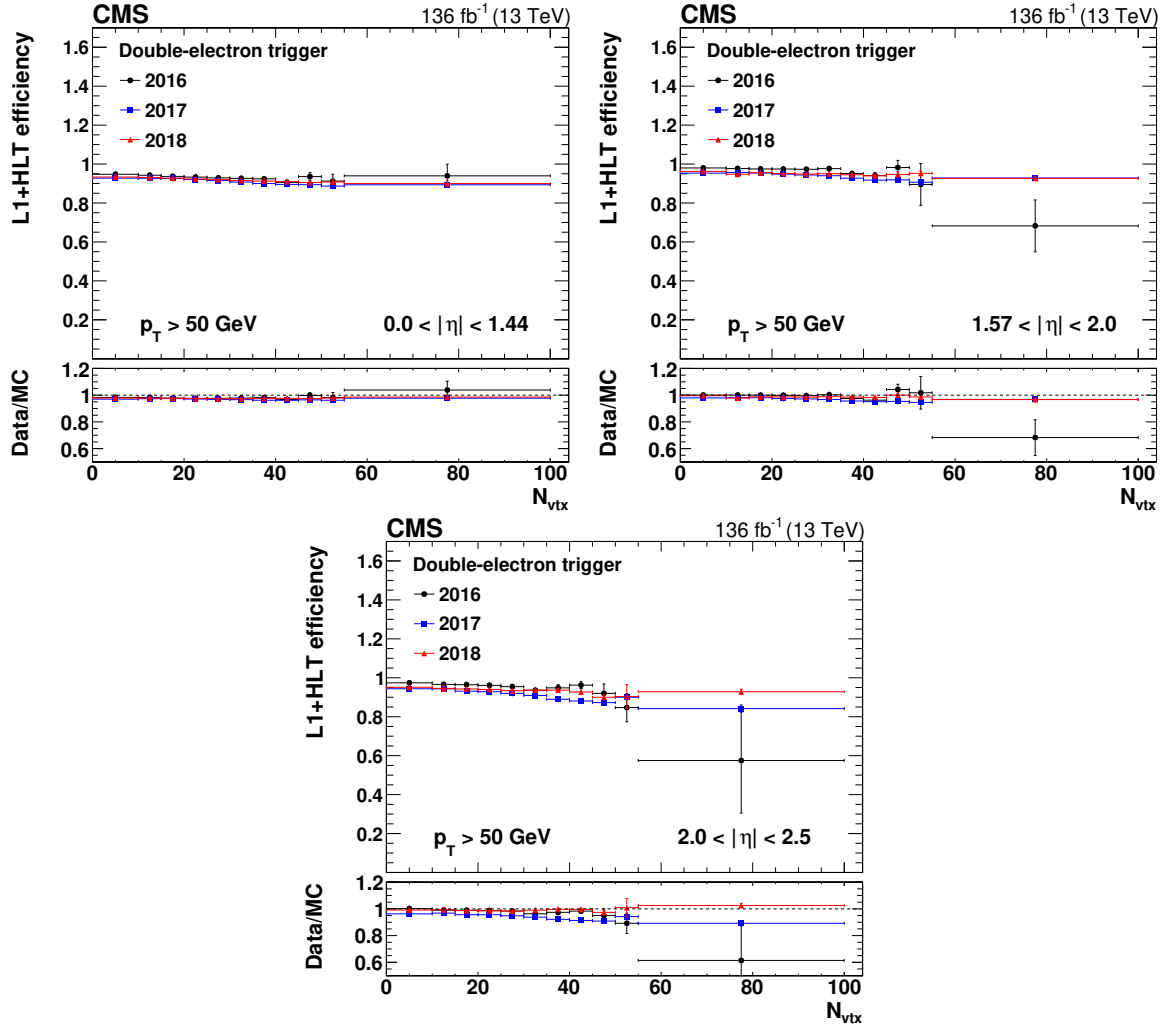 CMS 136 fb⁻¹ (13 TeV)
Double-electron trigger
2016
2017
2018
L1+HLT efficiency
1.6
1.4
1.2
1
0.8
0.6
0.4
0.2
p_T > 50 GeV 0.0 < |η| < 1.44
Data/MC
1.2
1
0.8
0.6
0 20 40 60 80 100
N_vtx
CMS 136 fb⁻¹ (13 TeV)
Double-electron trigger
2016
2017
2018
L1+HLT efficiency
1.6
1.4
1.2
1
0.8
0.6
0.4
0.2
p_T > 50 GeV 1.57 < |η| < 2.0
Data/MC
1.2
1
0.8
0.6
0 20 40 60 80 100
N_vtx
CMS 136 fb⁻¹ (13 TeV)
Double-electron trigger
2016
2017
2018
L1+HLT efficiency
1.6
1.4
1.2
1
0.8
0.6
0.4
0.2
p_T > 50 GeV 2.0 < |η| < 2.5
Data/MC
1.2
1
0.8
0.6
0 20 40 60 80 100
N_vtx